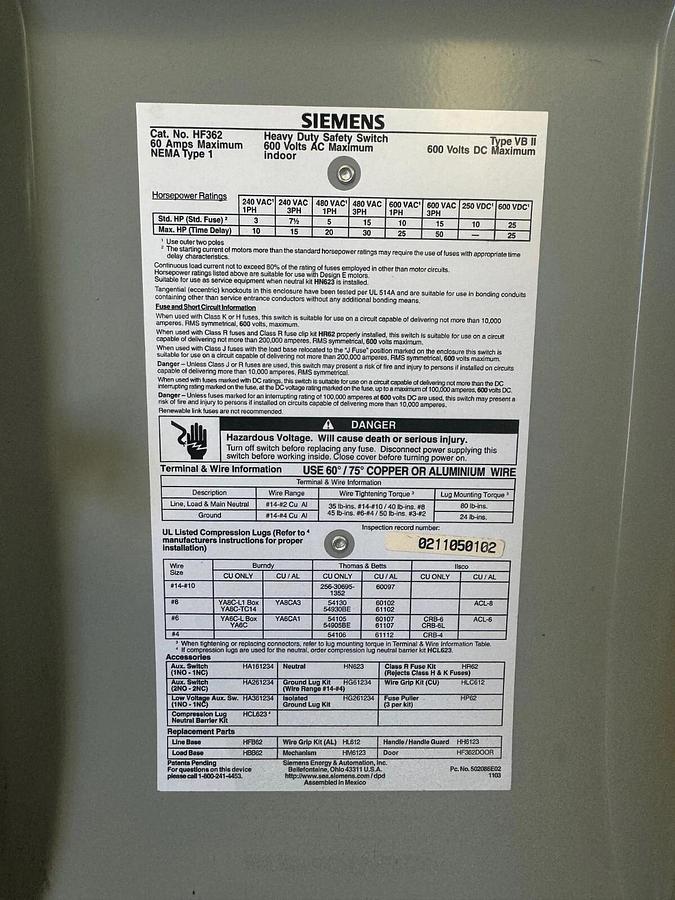 SIEMENS
Cat. No. HF362 Heavy Duty Safety Switch Type VB II
60 Amps Maximum 600 Volts AC Maximum 600 Volts DC Maximum
NEMA Type 1 indoor
Horsepower Ratings
240 VAC¹ 1PH 240 VAC 3PH 480 VAC¹ 1PH 480 VAC 3PH 600 VAC¹ 1PH 600 VAC 3PH 250 VDC¹ 600 VDC¹
Std. HP (Std. Fuse) ² 3 7½ 5 15 10 15 10 25
Max. HP (Time Delay) 10 15 20 30 25 50 — 25
¹ Use outer two poles
² The starting current of motors more than the standard horsepower ratings may require the use of fuses with appropriate time
delay characteristics.
Continuous load current not to exceed 80% of the rating of fuses employed in other than motor circuits.
Horsepower ratings listed above are suitable for use with Design E motors.
Suitable for use as service equipment when neutral kit HN623 is installed.
Tangential (eccentric) knockouts in this enclosure have been tested per UL 514A and are suitable for use in bonding conduits
containing other than service entrance conductors without any additional bonding means.
Fuse and Short Circuit Information
When used with Class K or H fuses, this switch is suitable for use on a circuit capable of delivering not more than 10,000
amperes, RMS symmetrical, 600 volts, maximum.
When used with Class R fuses and Class R fuse clip kit HR62 properly installed, this switch is suitable for use on a circuit
capable of delivering not more than 200,000 amperes, RMS symmetrical, 600 volts maximum.
When used with Class J fuses with the load base relocated to the "J Fuse" position marked on the enclosure this switch is
suitable for use on a circuit capable of delivering not more than 200,000 amperes, RMS symmetrical, 600 volts maximum.
Danger – Unless Class J or R fuses are used, this switch may present a risk of fire and injury to persons if installed on circuits
capable of more than 10,000 amperes, RMS symmetrical.
When used with fuses marked with DC ratings, this switch is suitable for use on a circuit capable of delivering not more than the DC
interrupting rating marked on the fuse, at the DC voltage rating marked on the fuse, up to a maximum of 100,000 amperes, 600 volts DC.
Danger – Unless fuses marked for an interrupting rating of 100,000 amperes at 600 volts DC are used, this switch may present a
risk of fire and injury to persons if installed on circuits capable of delivering more than 10,000 amperes.
Renewable link fuses are not recommended.
DANGER
Hazardous Voltage. Will cause death or serious injury.
Turn off switch before replacing any fuse. Disconnect power supplying this
switch before working inside. Close cover before turning power on.
Terminal & Wire Information USE 60°/75° COPPER OR ALUMINIUM WIRE
Terminal & Wire Information
Description Wire Range Wire Tightening Torque ³ Lug Mounting Torque ³
Line, Load & Main Neutral #14-#2 Cu Al 35 lb-ins. #14-#10 / 40 lb-ins. #8 80 lb-ins.
Ground #14-#4 Cu Al 45 lb-ins. #6-#4 / 50 lb-ins. #3-#2 24 lb-ins.
UL Listed Compression Lugs (Refer to ⁴
manufacturers instructions for proper
installation)
Inspection record number:
0211050102
Wire Size Burndy Thomas & Betts Ilsco
CU ONLY CU / AL CU ONLY CU / AL CU ONLY CU / AL
#14-#10 256-30695-1352 60097
#8 YA8C-L1 Box YA8CA3 54130 60102 ACL-8
YA8C-TC14 54930BE 61102
#6 YA6C-L Box YA6CA1 54105 60107 CRB-6 ACL-6
YA6C 54905BE 61107 CRB-6L
#4 54106 61112 CRB-4
³ When tightening or replacing connectors, refer to lug mounting torque in Terminal & Wire Information Table.
⁴ If compression lugs are used for the neutral, order compression lug neutral barrier kit HCL623.
Accessories
Aux. Switch (1NO - 1NC) HA161234 Neutral HN623 Class R Fuse Kit (Rejects Class H & K Fuses) HR62
Aux. Switch (2NO - 2NC) HA261234 Ground Lug Kit (Wire Range #14-#4) HG61234 Wire Grip Kit (CU) HLC612
Low Voltage Aux. Sw. (1NO - 1NC) HA361234 Isolated Ground Lug Kit HG261234 Fuse Puller (3 per kit) HP62
Compression Lug Neutral Barrier Kit HCL623 ⁴
Replacement Parts
Line Base HFB62 Wire Grip Kit (AL) HL612 Handle / Handle Guard HH6123
Load Base HBB62 Mechanism HM6123 Door HF362DOOR
Patents Pending Siemens Energy & Automation, Inc.
For questions on this device Bellefontaine, Ohio 43311 U.S.A. Pc. No. 502086E02
please call 1-800-241-4453. http://www.sea.siemens.com/dpd 1103
Assembled in Mexico